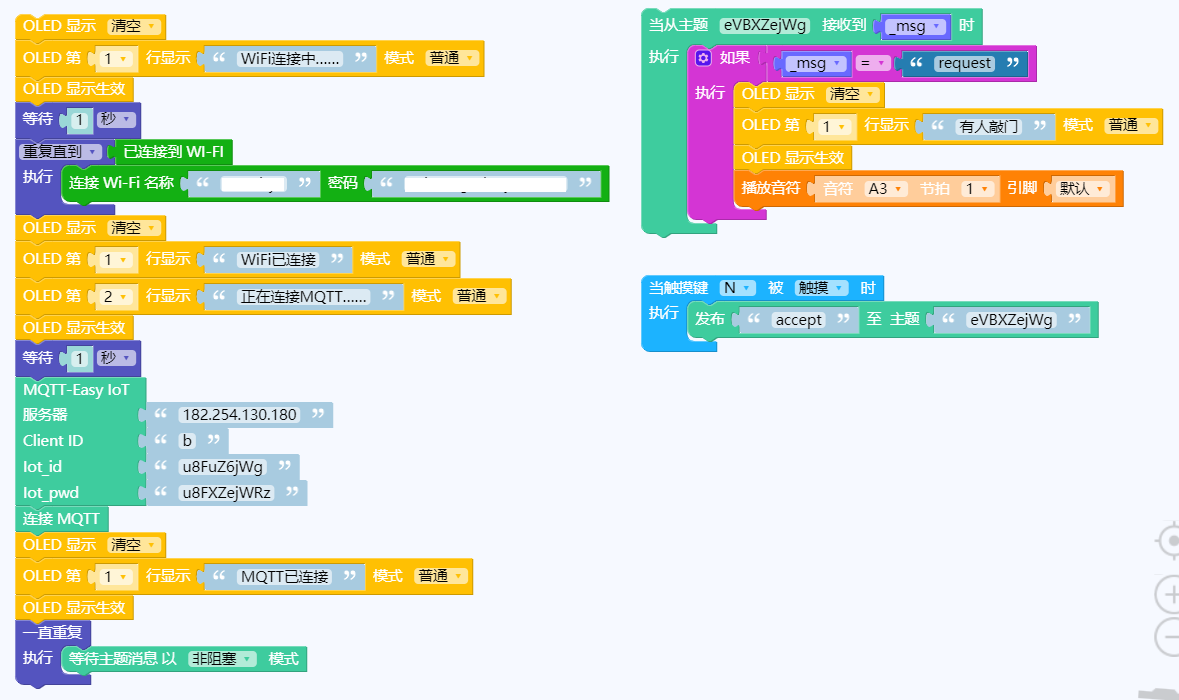 OLED 显示 清空
OLED 第 1 行显示 “ WiFi连接中...... ” 模式 普通
OLED 显示生效
等待 1 秒
重复直到 已连接到 WI-FI
执行 连接 Wi-Fi 名称 “ ” 密码 “ ”
OLED 显示 清空
OLED 第 1 行显示 “ WiFi已连接 ” 模式 普通
OLED 第 2 行显示 “ 正在连接MQTT...... ” 模式 普通
OLED 显示生效
等待 1 秒
MQTT-Easy IoT
服务器 “ 182.254.130.180 ”
Client ID “ b ”
Iot_id “ u8FuZ6jWg ”
Iot_pwd “ u8FXZejWRz ”
连接 MQTT
OLED 显示 清空
OLED 第 1 行显示 “ MQTT已连接 ” 模式 普通
OLED 显示生效
一直重复
执行 等待主题消息 以 非阻塞 模式
当从主题 eVBXZejWg 接收到 _msg 时
执行 如果 _msg = “ request ”
执行 OLED 显示 清空
OLED 第 1 行显示 “ 有人敲门 ” 模式 普通
OLED 显示生效
播放音符 音符 A3 节拍 1 引脚 默认
当触摸键 N 被 触摸 时
执行 发布 “ accept ” 至 主题 “ eVBXZejWg ”